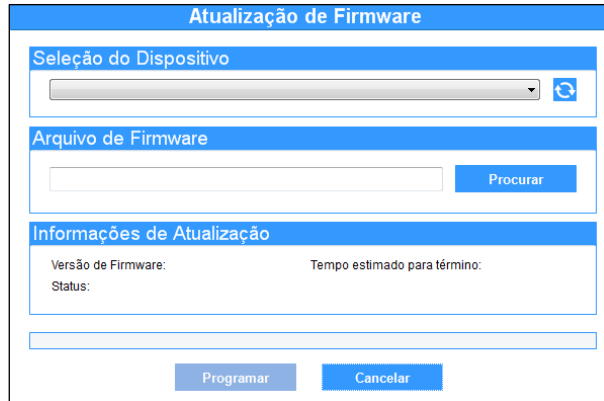 Atualização de Firmware
Seleção do Dispositivo
Arquivo de Firmware
Procurar
Informações de Atualização
Versão de Firmware: Tempo estimado para término:
Status:
Programar Cancelar